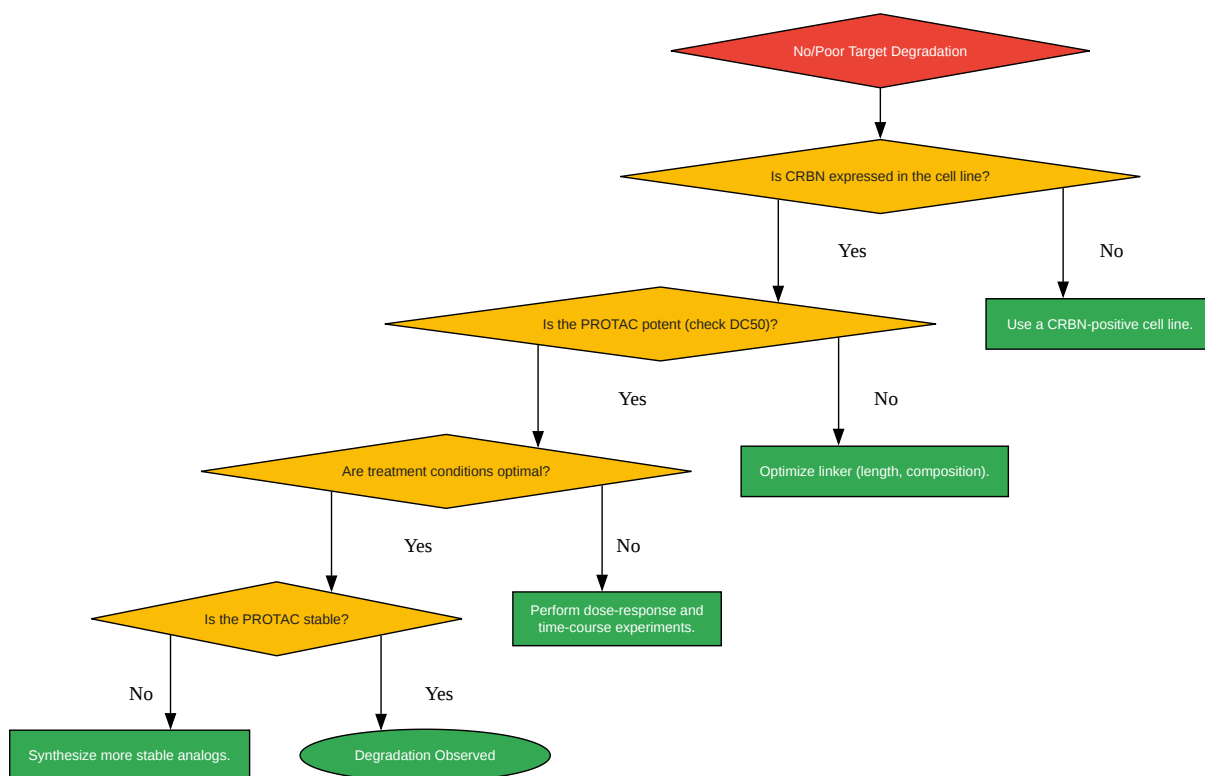 No/Poor Target Degradation
Is CRBN expressed in the cell line?
Yes
No
Is the PROTAC potent (check DC50)?
Use a CRBN-positive cell line.
Yes
No
Are treatment conditions optimal?
Optimize linker (length, composition).
Yes
No
Is the PROTAC stable?
Perform dose-response and
time-course experiments.
No
Yes
Synthesize more stable analogs.
Degradation Observed